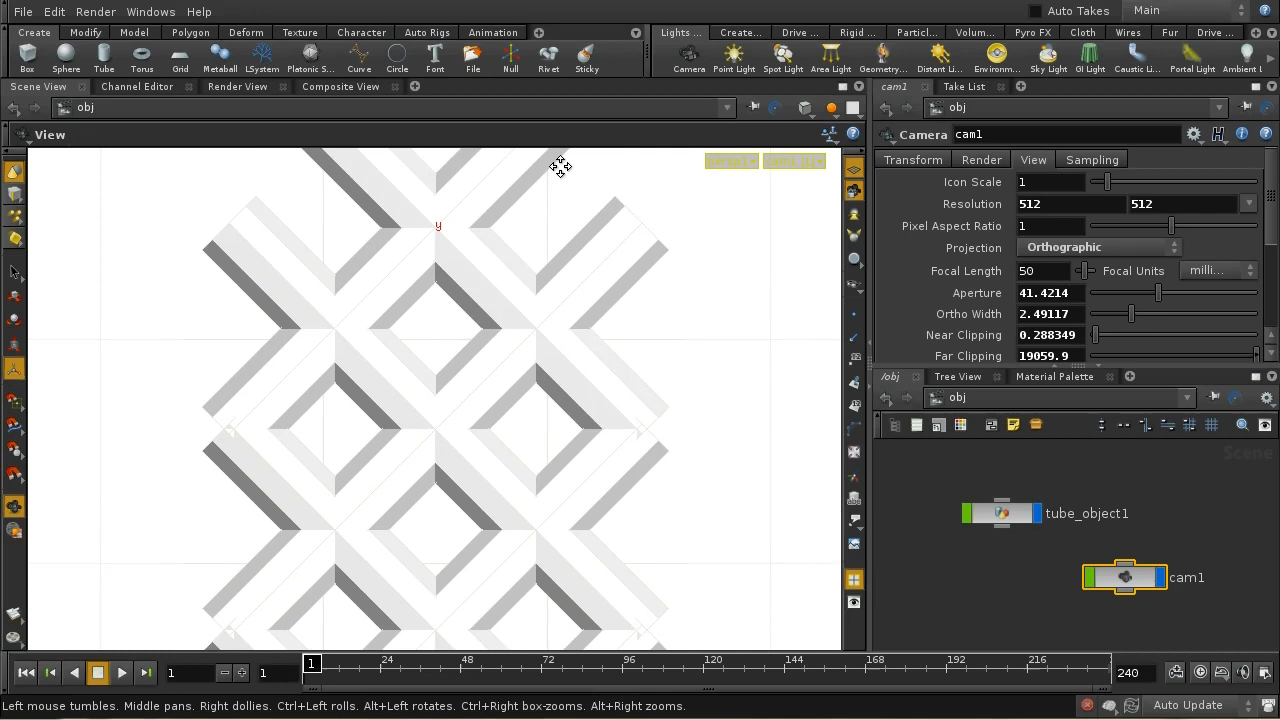 File Edit Render Windows Help Auto Takes Main
Create Modify Model Polygon Deform Texture Character Auto Rigs Animation Lights ... Create... Drive ... Rigid ... Particl... Volum... Pyro FX Cloth Wires Fur Drive ...
Box Sphere Tube Torus Grid Metaball LSystem Platonic S... Curve Circle Font File Null Rivet Sticky Camera Point Light Spot Light Area Light Geometry... Distant Li... Environm... Sky Light GI Light Caustic Li... Portal Light Ambient L
Scene View Channel Editor Render View Composite View cam1 Take List
obj obj
View Camera cam1
persp1 cam1
Transform Render View Sampling
Icon Scale 1
Resolution 512 512
Pixel Aspect Ratio 1
Projection Orthographic
Focal Length 50 Focal Units milli...
Aperture 41.4214
Ortho Width 2.49117
Near Clipping 0.288349
Far Clipping 19059.9
y
/obj Tree View Material Palette
obj
Scene
tube_object1
cam1
1 1 1 24 48 72 96 120 144 168 192 216 240
Left mouse tumbles. Middle pans. Right dollies. Ctrl+Left rolls. Alt+Left rotates. Ctrl+Right box-zooms. Alt+Right zooms. Auto Update